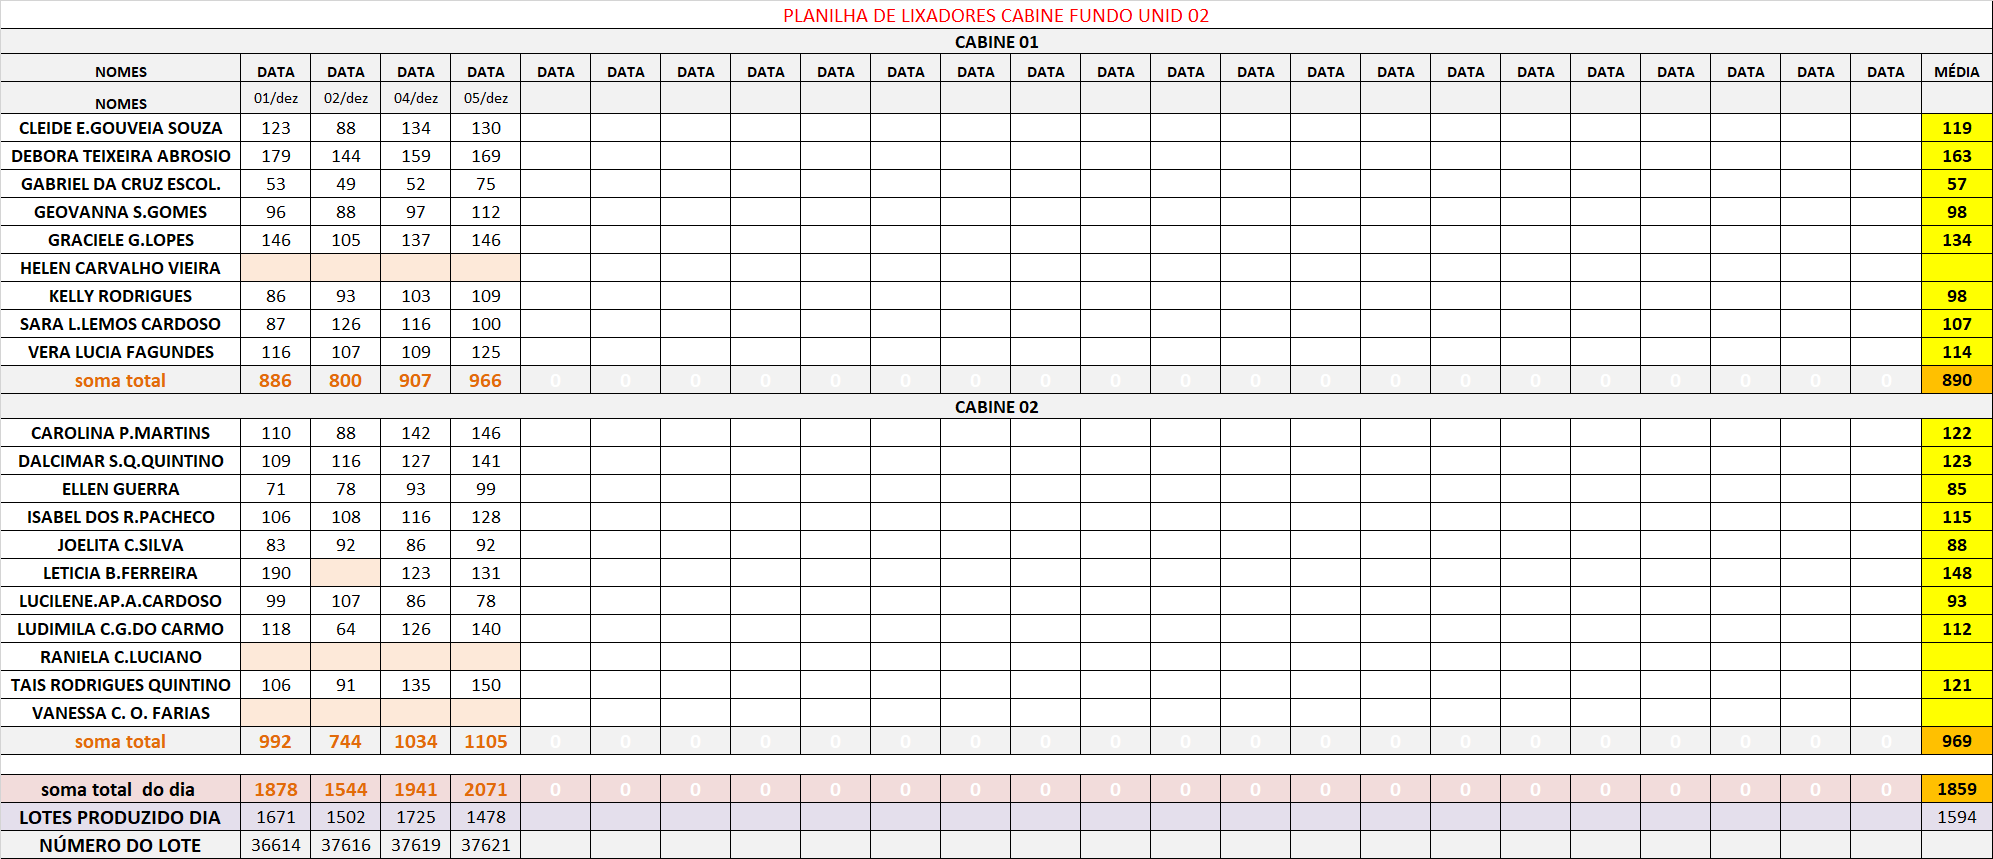 PLANILHA DE LIXADORES CABINE FUNDO UNID 02
CABINE 01
NOMES DATA DATA DATA DATA DATA DATA DATA DATA DATA DATA DATA DATA DATA DATA DATA DATA DATA DATA DATA DATA DATA DATA DATA DATA MÉDIA
NOMES 01/dez 02/dez 04/dez 05/dez
CLEIDE E.GOUVEIA SOUZA 123 88 134 130 119
DEBORA TEIXEIRA ABROSIO 179 144 159 169 163
GABRIEL DA CRUZ ESCOL. 53 49 52 75 57
GEOVANNA S.GOMES 96 88 97 112 98
GRACIELE G.LOPES 146 105 137 146 134
HELEN CARVALHO VIEIRA
KELLY RODRIGUES 86 93 103 109 98
SARA L.LEMOS CARDOSO 87 126 116 100 107
VERA LUCIA FAGUNDES 116 107 109 125 114
soma total 886 800 907 966 0 0 0 0 0 0 0 0 0 0 0 0 0 0 0 0 0 0 0 0 890
CABINE 02
CAROLINA P.MARTINS 110 88 142 146 122
DALCIMAR S.Q.QUINTINO 109 116 127 141 123
ELLEN GUERRA 71 78 93 99 85
ISABEL DOS R.PACHECO 106 108 116 128 115
JOELITA C.SILVA 83 92 86 92 88
LETICIA B.FERREIRA 190 123 131 148
LUCILENE.AP.A.CARDOSO 99 107 86 78 93
LUDIMILA C.G.DO CARMO 118 64 126 140 112
RANIELA C.LUCIANO
TAIS RODRIGUES QUINTINO 106 91 135 150 121
VANESSA C. O. FARIAS
soma total 992 744 1034 1105 0 0 0 0 0 0 0 0 0 0 0 0 0 0 0 0 0 0 0 0 969
soma total do dia 1878 1544 1941 2071 0 0 0 0 0 0 0 0 0 0 0 0 0 0 0 0 0 0 0 0 1859
LOTES PRODUZIDO DIA 1671 1502 1725 1478 1594
NÚMERO DO LOTE 36614 37616 37619 37621